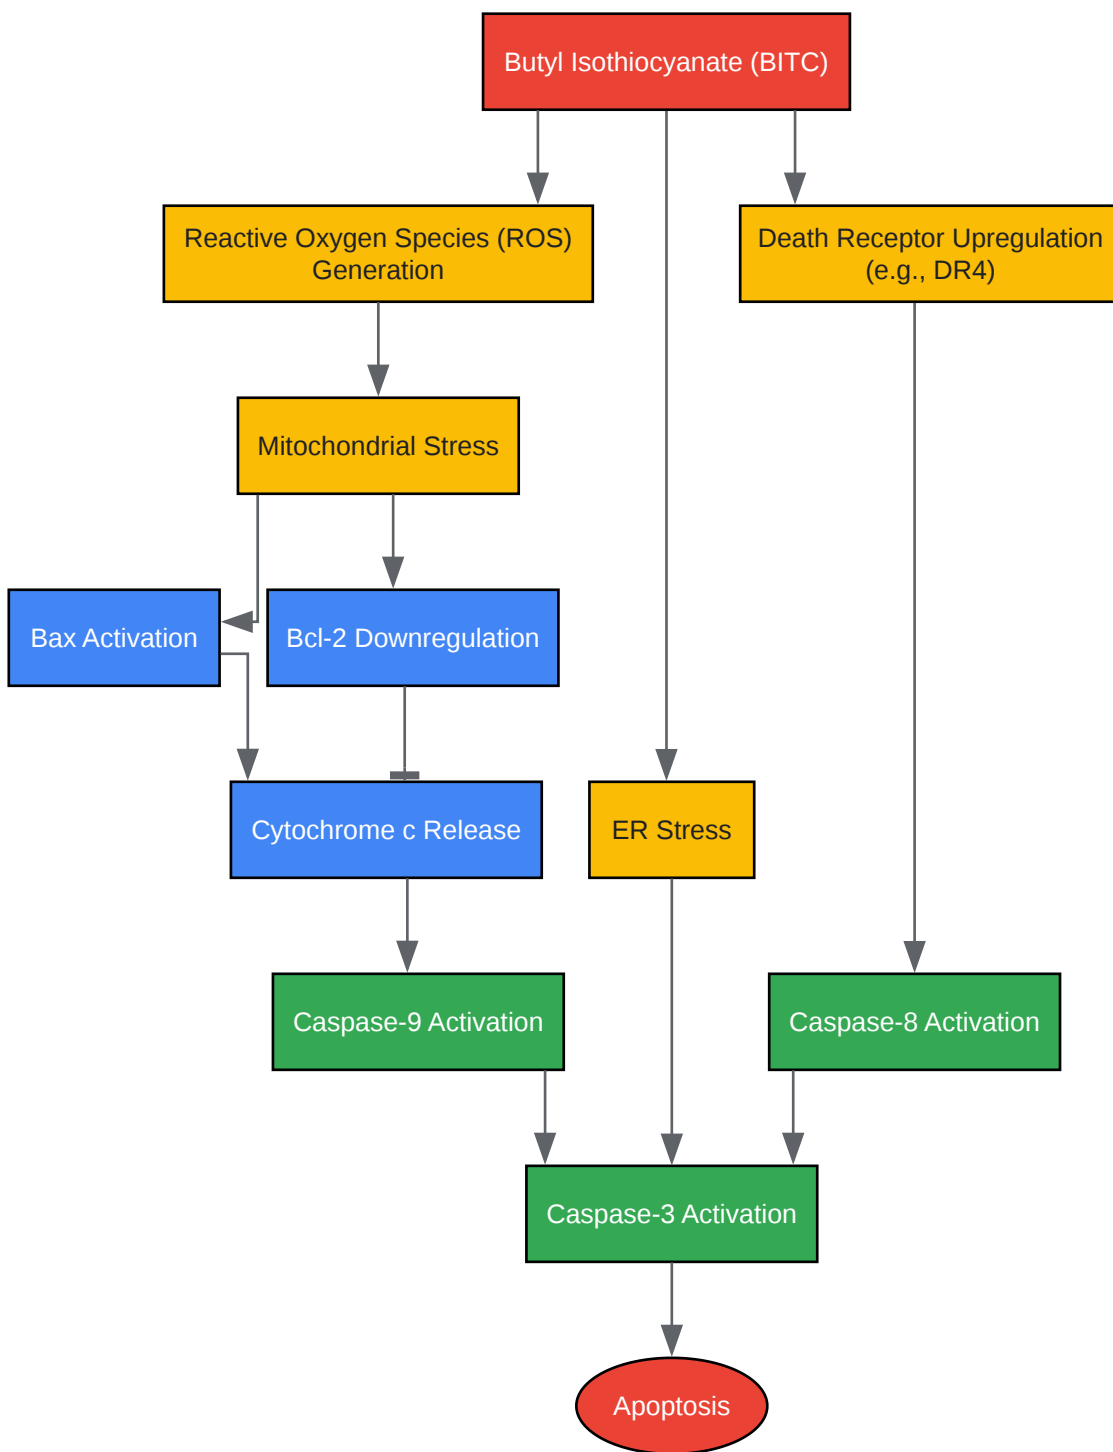 Butyl Isothiocyanate (BITC)
Reactive Oxygen Species (ROS)
Generation
Death Receptor Upregulation
(e.g., DR4)
Mitochondrial Stress
Bax Activation
Bcl-2 Downregulation
Cytochrome c Release
ER Stress
Caspase-9 Activation
Caspase-8 Activation
Caspase-3 Activation
Apoptosis